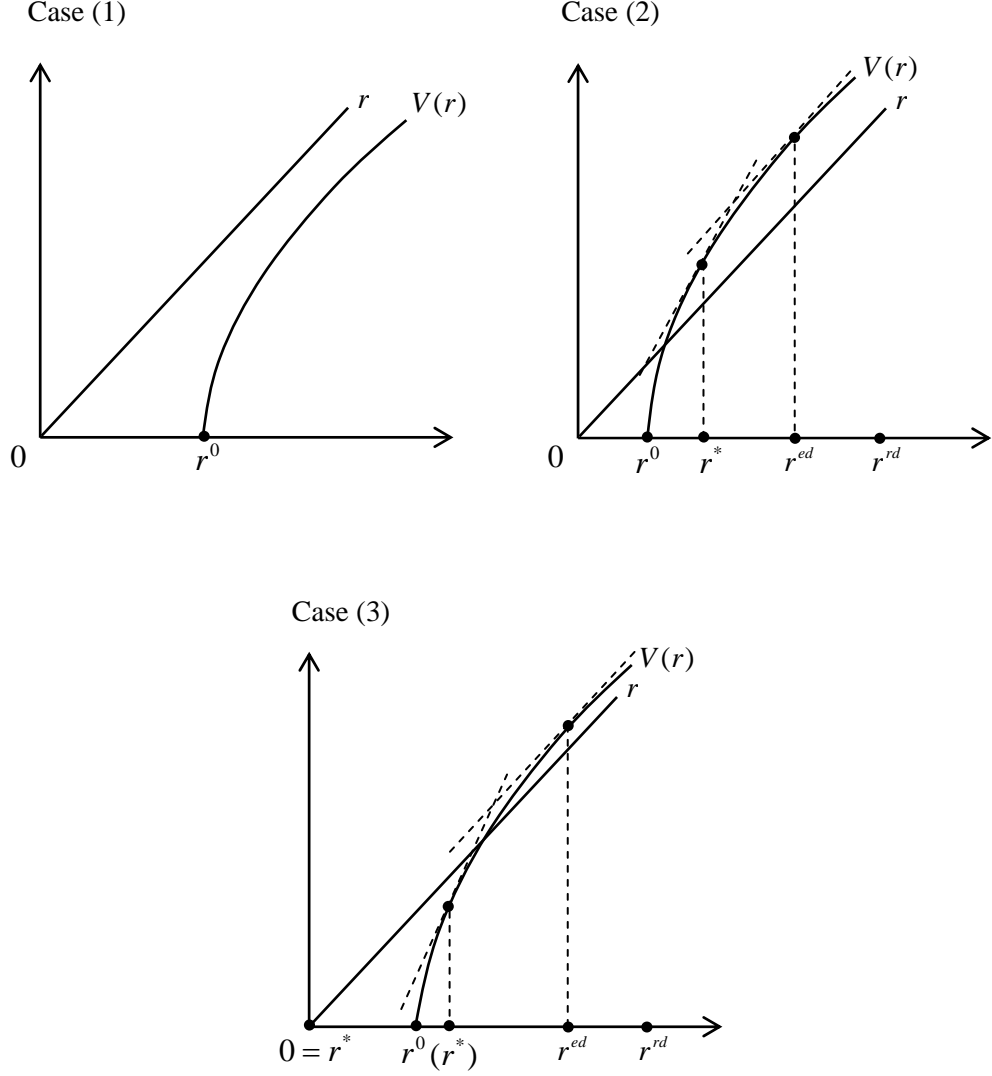 Case (1)
Case (2)
r
V(r)
0
r^0
V(r)
r
0
r^0
r^*
r^{ed}
r^{rd}
Case (3)
V(r)
r
0 = r^*
r^0
(r^*)
r^{ed}
r^{rd}